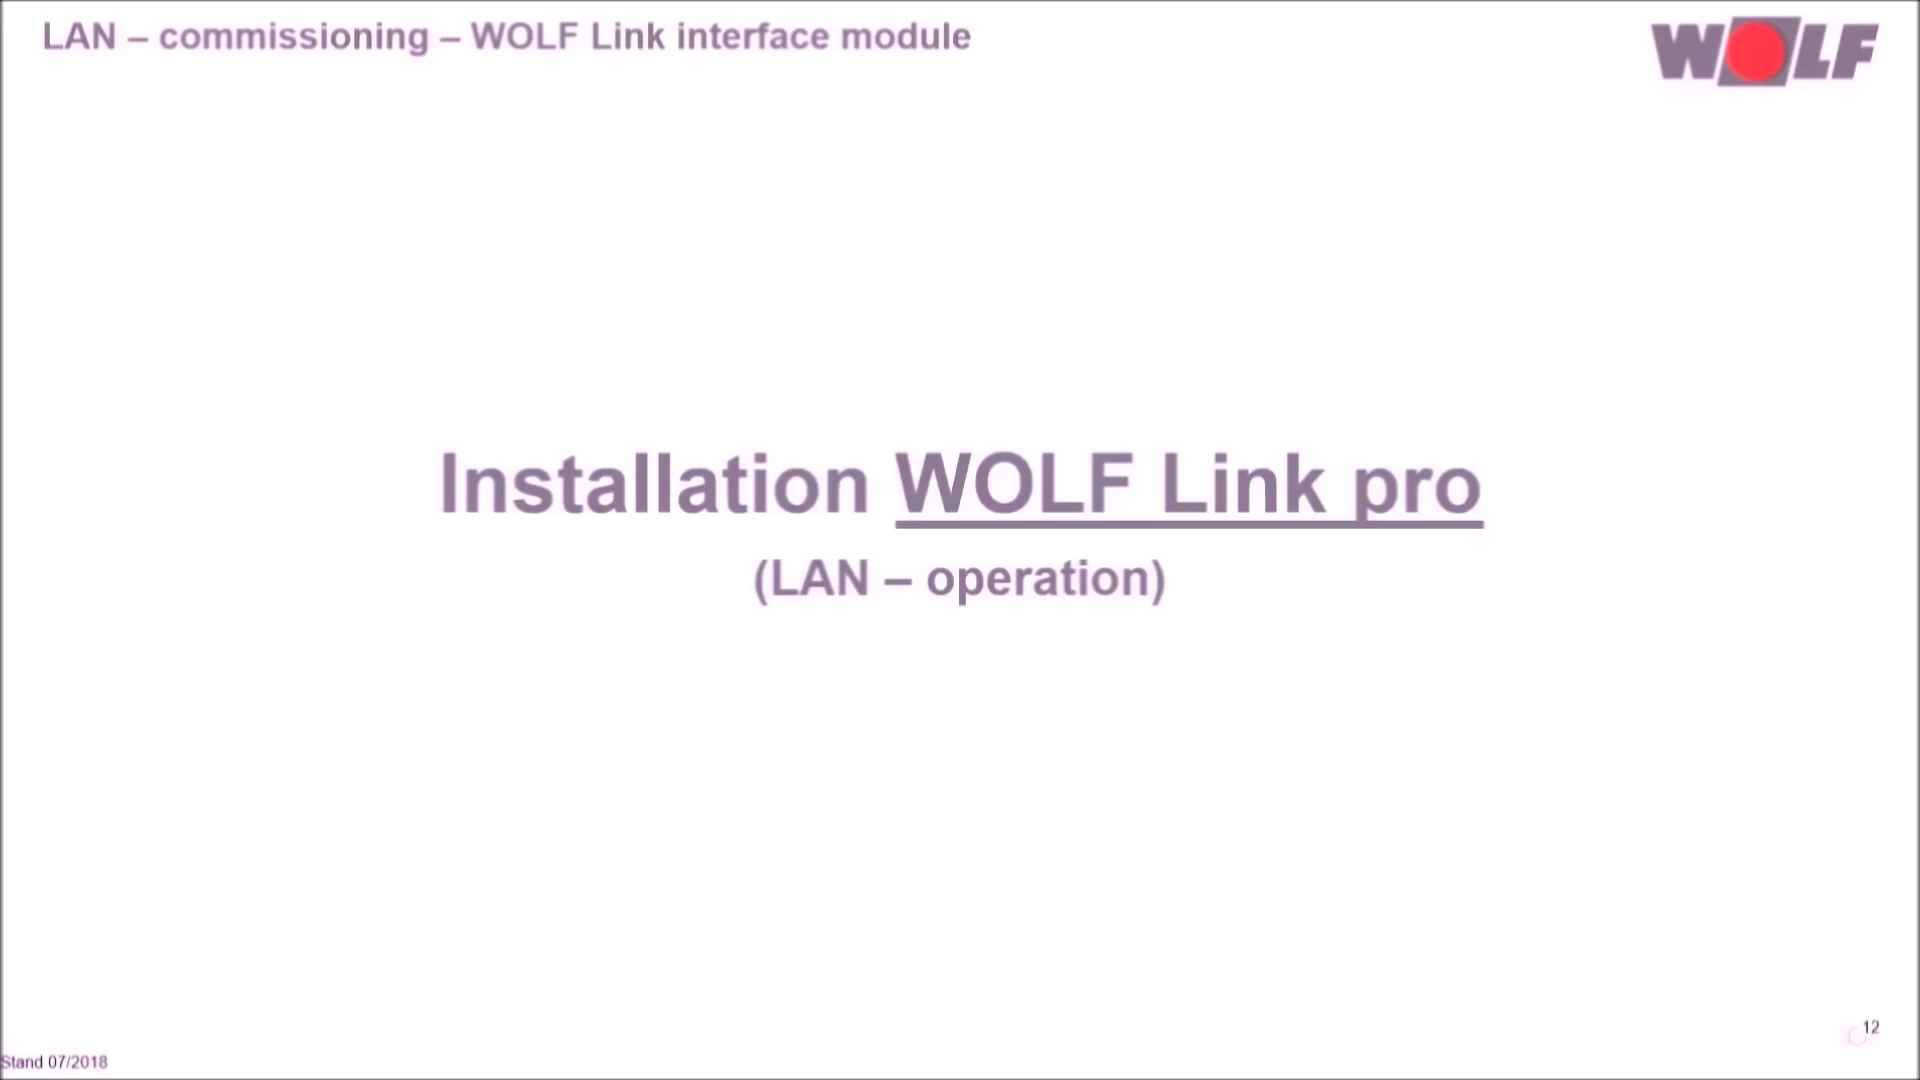 LAN – commissioning – WOLF Link interface module
WOLF
Installation WOLF Link pro
(LAN – operation)
12
Stand 07/2018